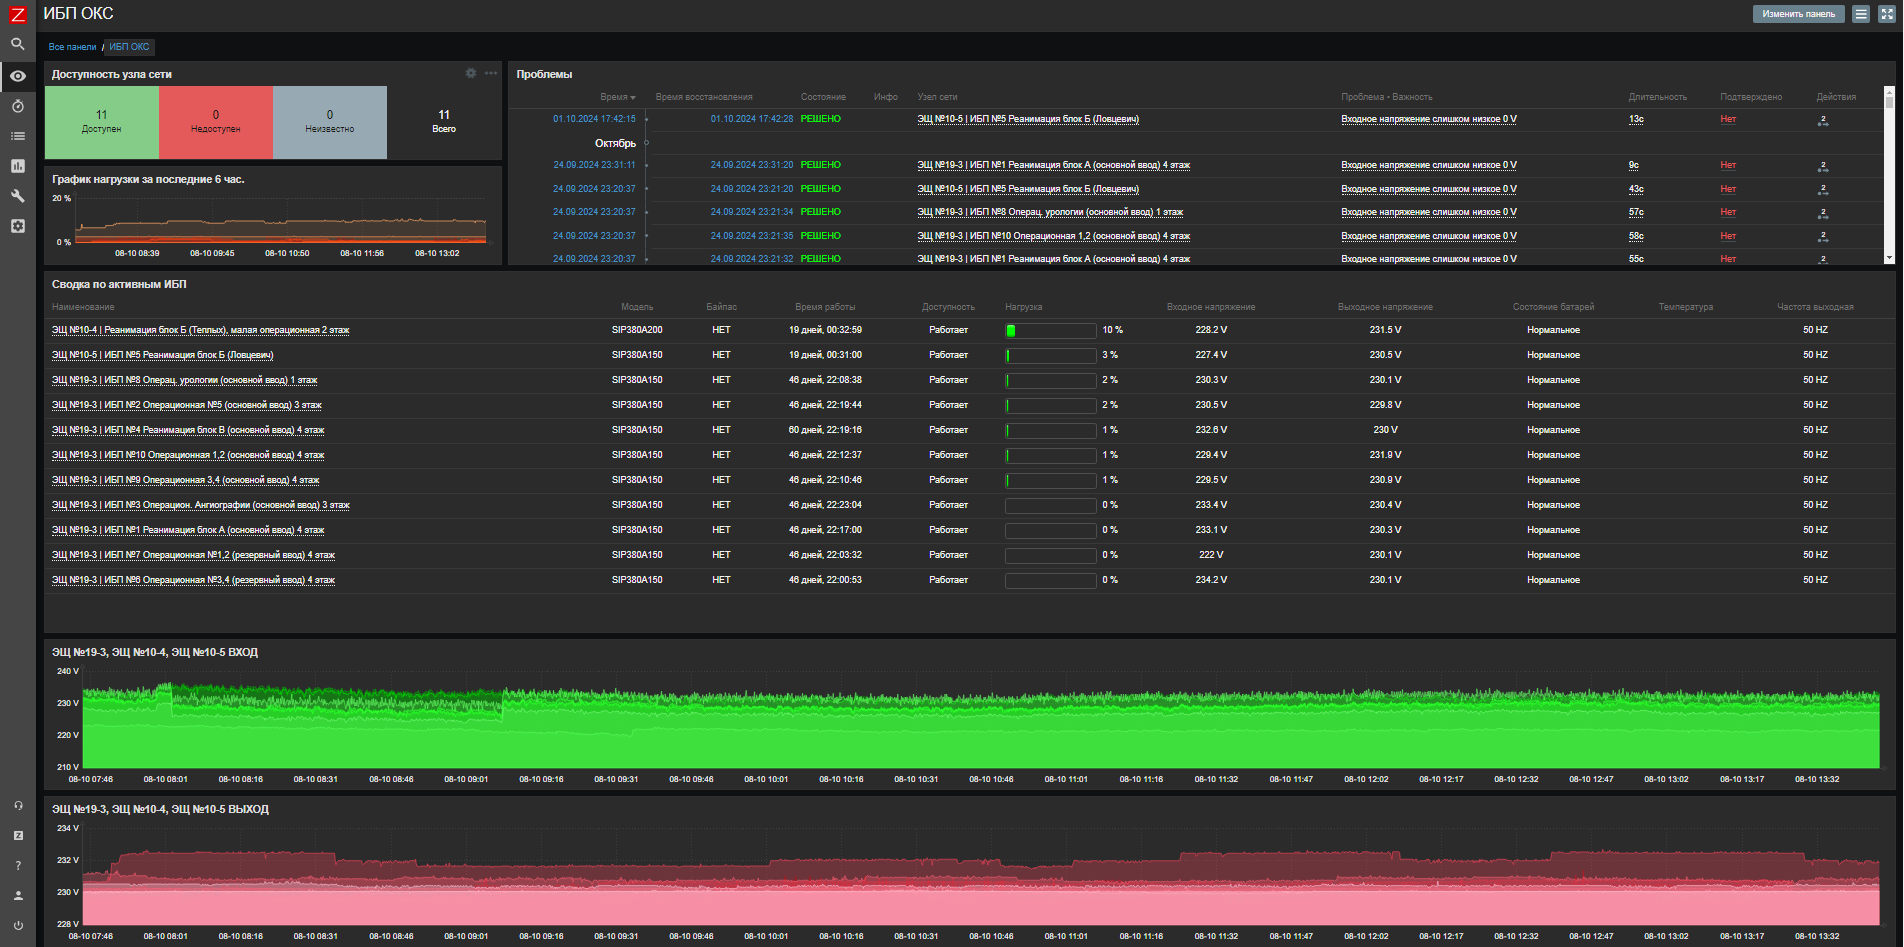 ИБП ОКС
Изменить панель
Все панели / ИБП ОКС
Доступность узла сети
11 0 0 11
Доступен Недоступен Неизвестно Всего
График нагрузки за последние 6 час.
20 %
0 %
08-10 08:39 08-10 09:45 08-10 10:50 08-10 11:56 08-10 13:02
Проблемы
Время Время восстановления Состояние Инфо Узел сети Проблема • Важность Длительность Подтверждено Действия
01.10.2024 17:42:15 01.10.2024 17:42:28 РЕШЕНО ЭЩ №10-5 | ИБП №5 Реанимация блок Б (Ловцевич) Входное напряжение слишком низкое 0 V 13с Нет 2
Октябрь
24.09.2024 23:31:11 24.09.2024 23:31:20 РЕШЕНО ЭЩ №19-3 | ИБП №1 Реанимация блок А (основной ввод) 4 этаж Входное напряжение слишком низкое 0 V 9с Нет 2
24.09.2024 23:20:37 24.09.2024 23:21:20 РЕШЕНО ЭЩ №10-5 | ИБП №5 Реанимация блок Б (Ловцевич) Входное напряжение слишком низкое 0 V 43с Нет 2
24.09.2024 23:20:37 24.09.2024 23:21:34 РЕШЕНО ЭЩ №19-3 | ИБП №8 Операц. урологии (основной ввод) 1 этаж Входное напряжение слишком низкое 0 V 57с Нет 2
24.09.2024 23:20:37 24.09.2024 23:21:35 РЕШЕНО ЭЩ №19-3 | ИБП №10 Операционная 1,2 (основной ввод) 4 этаж Входное напряжение слишком низкое 0 V 58с Нет 2
24.09.2024 23:20:37 24.09.2024 23:21:32 РЕШЕНО ЭЩ №19-3 | ИБП №1 Реанимация блок А (основной ввод) 4 этаж Входное напряжение слишком низкое 0 V 55с Нет 2
Сводка по активным ИБП
Наименование Модель Байпас Время работы Доступность Нагрузка Входное напряжение Выходное напряжение Состояние батарей Температура Частота выходная
ЭЩ №10-4 | Реанимация блок Б (Теплых), малая операционная 2 этаж SIP380A200 НЕТ 19 дней, 00:32:59 Работает 10 % 228.2 V 231.5 V Нормальное 50 HZ
ЭЩ №10-5 | ИБП №5 Реанимация блок Б (Ловцевич) SIP380A150 НЕТ 19 дней, 00:31:00 Работает 3 % 227.4 V 230.5 V Нормальное 50 HZ
ЭЩ №19-3 | ИБП №8 Операц. урологии (основной ввод) 1 этаж SIP380A150 НЕТ 46 дней, 22:08:38 Работает 2 % 230.3 V 230.1 V Нормальное 50 HZ
ЭЩ №19-3 | ИБП №2 Операционная №5 (основной ввод) 3 этаж SIP380A150 НЕТ 46 дней, 22:19:44 Работает 2 % 230.5 V 229.8 V Нормальное 50 HZ
ЭЩ №19-3 | ИБП №4 Реанимация блок В (основной ввод) 4 этаж SIP380A150 НЕТ 60 дней, 22:19:16 Работает 1 % 232.6 V 230 V Нормальное 50 HZ
ЭЩ №19-3 | ИБП №10 Операционная 1,2 (основной ввод) 4 этаж SIP380A150 НЕТ 46 дней, 22:12:37 Работает 1 % 229.4 V 231.9 V Нормальное 50 HZ
ЭЩ №19-3 | ИБП №9 Операционная 3,4 (основной ввод) 4 этаж SIP380A150 НЕТ 46 дней, 22:10:46 Работает 1 % 229.5 V 230.9 V Нормальное 50 HZ
ЭЩ №19-3 | ИБП №3 Операцион. Ангиографии (основной ввод) 3 этаж SIP380A150 НЕТ 46 дней, 22:23:04 Работает 0 % 233.4 V 230.4 V Нормальное 50 HZ
ЭЩ №19-3 | ИБП №1 Реанимация блок А (основной ввод) 4 этаж SIP380A150 НЕТ 46 дней, 22:17:00 Работает 0 % 233.1 V 230.3 V Нормальное 50 HZ
ЭЩ №19-3 | ИБП №7 Операционная №1,2 (резервный ввод) 4 этаж SIP380A150 НЕТ 46 дней, 22:03:32 Работает 0 % 222 V 230.1 V Нормальное 50 HZ
ЭЩ №19-3 | ИБП №6 Операционная №3,4 (резервный ввод) 4 этаж SIP380A150 НЕТ 46 дней, 22:00:53 Работает 0 % 234.2 V 230.1 V Нормальное 50 HZ
ЭЩ №19-3, ЭЩ №10-4, ЭЩ №10-5 ВХОД
240 V
230 V
220 V
210 V
08-10 07:46 08-10 08:01 08-10 08:16 08-10 08:31 08-10 08:46 08-10 09:01 08-10 09:16 08-10 09:31 08-10 09:46 08-10 10:01 08-10 10:16 08-10 10:31 08-10 10:46 08-10 11:01 08-10 11:16 08-10 11:32 08-10 11:47 08-10 12:02 08-10 12:17 08-10 12:32 08-10 12:47 08-10 13:02 08-10 13:17 08-10 13:32
ЭЩ №19-3, ЭЩ №10-4, ЭЩ №10-5 ВЫХОД
234 V
232 V
230 V
228 V
08-10 07:46 08-10 08:01 08-10 08:16 08-10 08:31 08-10 08:46 08-10 09:01 08-10 09:16 08-10 09:31 08-10 09:46 08-10 10:01 08-10 10:16 08-10 10:31 08-10 10:46 08-10 11:01 08-10 11:16 08-10 11:32 08-10 11:47 08-10 12:02 08-10 12:17 08-10 12:32 08-10 12:47 08-10 13:02 08-10 13:17 08-10 13:32